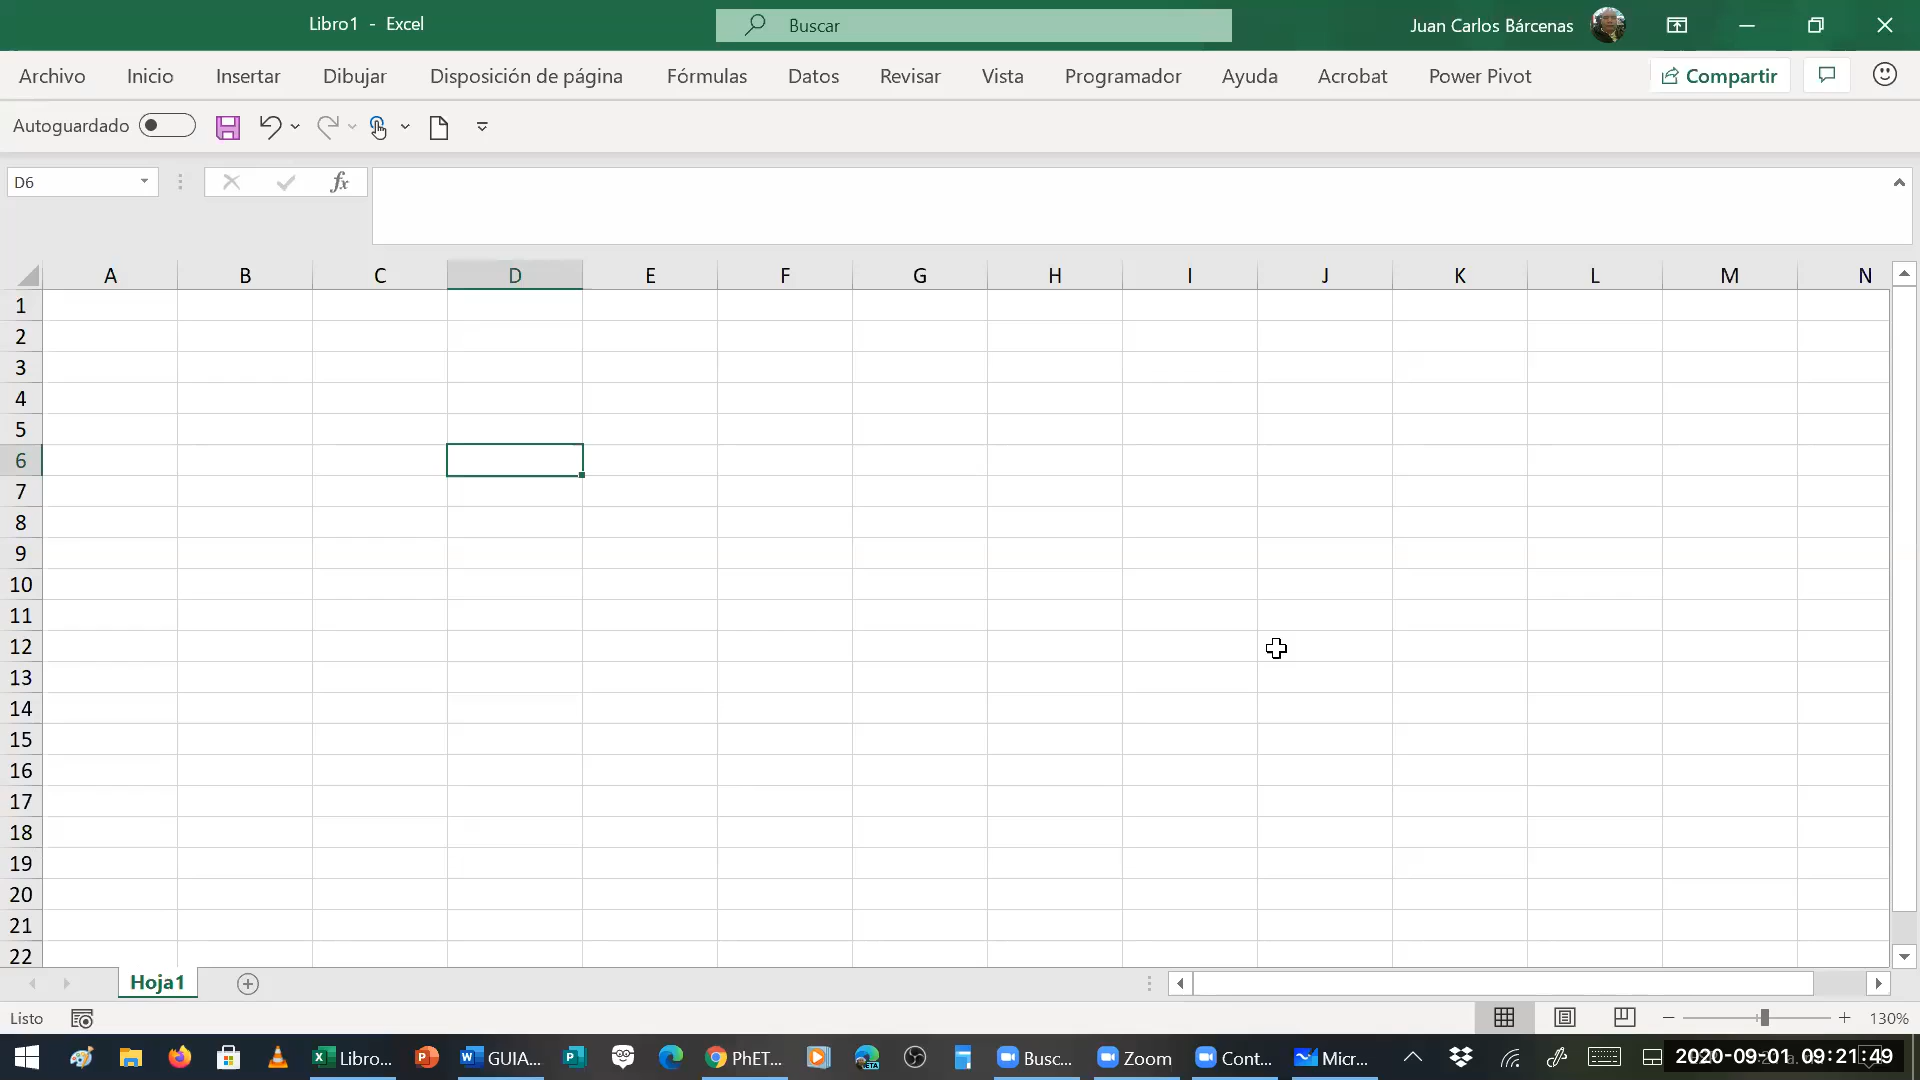 Libro1 - Excel
Buscar
Juan Carlos Bárcenas
Archivo Inicio Insertar Dibujar Disposición de página Fórmulas Datos Revisar Vista Programador Ayuda Acrobat Power Pivot Compartir
Autoguardado
D6 fx
A B C D E F G H I J K L M N
1
2
3
4
5
6
7
8
9
10
11
12
13
14
15
16
17
18
19
20
21
22
Hoja1
Listo 130%
Libro... GUIA... PhET... Busc... Zoom Cont... Micr... 2020-09-01 09:21:49